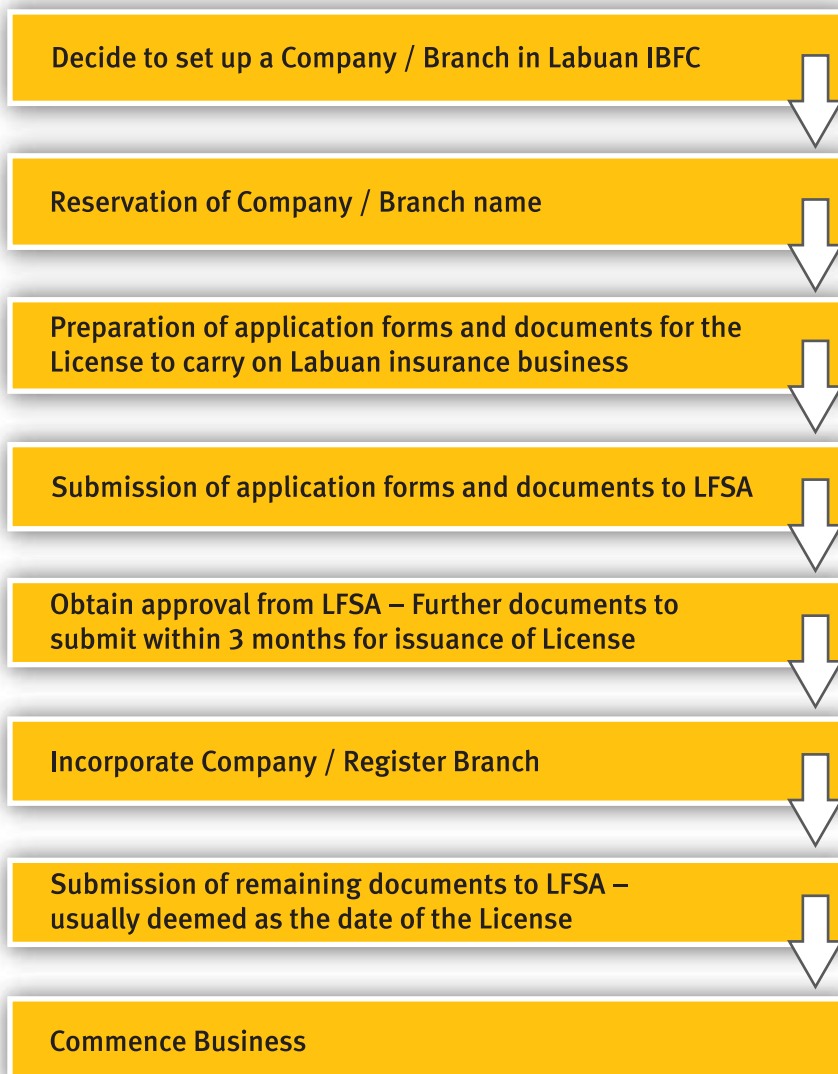 Decide to set up a Company / Branch in Labuan IBFC
Reservation of Company / Branch name
Preparation of application forms and documents for the
License to carry on Labuan insurance business
Submission of application forms and documents to LFSA
Obtain approval from LFSA – Further documents to
submit within 3 months for issuance of License
Incorporate Company / Register Branch
Submission of remaining documents to LFSA –
usually deemed as the date of the License
Commence Business